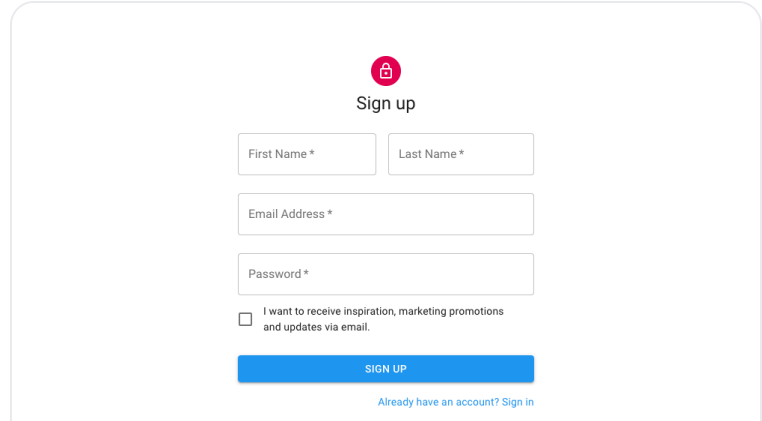 Sign up
First Name *
Last Name *
Email Address *
Password *
I want to receive inspiration, marketing promotions
and updates via email.
SIGN UP
Already have an account? Sign in